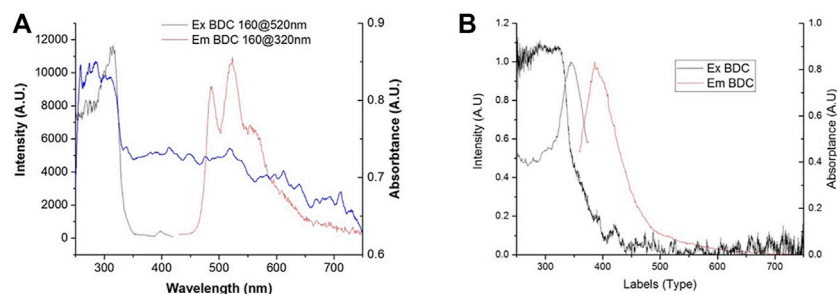 A
Ex BDC 160@520nm
Em BDC 160@320nm
Intensity (A.U.)
12000
10000
8000
6000
4000
2000
0
0.9
0.8
0.7
0.6
Absorbtance (A.U.)
300 400 500 600 700
Wavelength (nm)
B
Ex BDC
Em BDC
Intensity (A.U)
1.2
1.0
0.8
0.6
0.4
0.2
0.0
1.0
0.8
0.6
0.4
0.2
0.0
Absorptance (A.U)
300 400 500 600 700
Labels (Type)